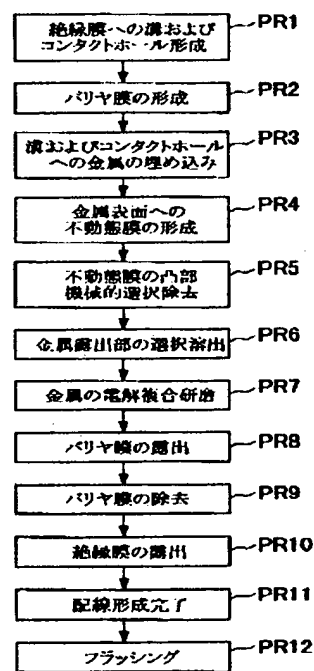 絶縁膜への溝および PR1
コンタクトホール形成
バリヤ膜の形成 PR2
溝およびコンタクトホール PR3
への金属の埋め込み
金属表面への PR4
不動態膜の形成
不動態膜の凸部 PR5
機械的選択除去
金属露出部の選択溶出 PR6
金属の電解複合研磨 PR7
バリヤ膜の露出 PR8
バリヤ膜の除去 PR9
絶縁膜の露出 PR10
配線形成完了 PR11
フラッシング PR12